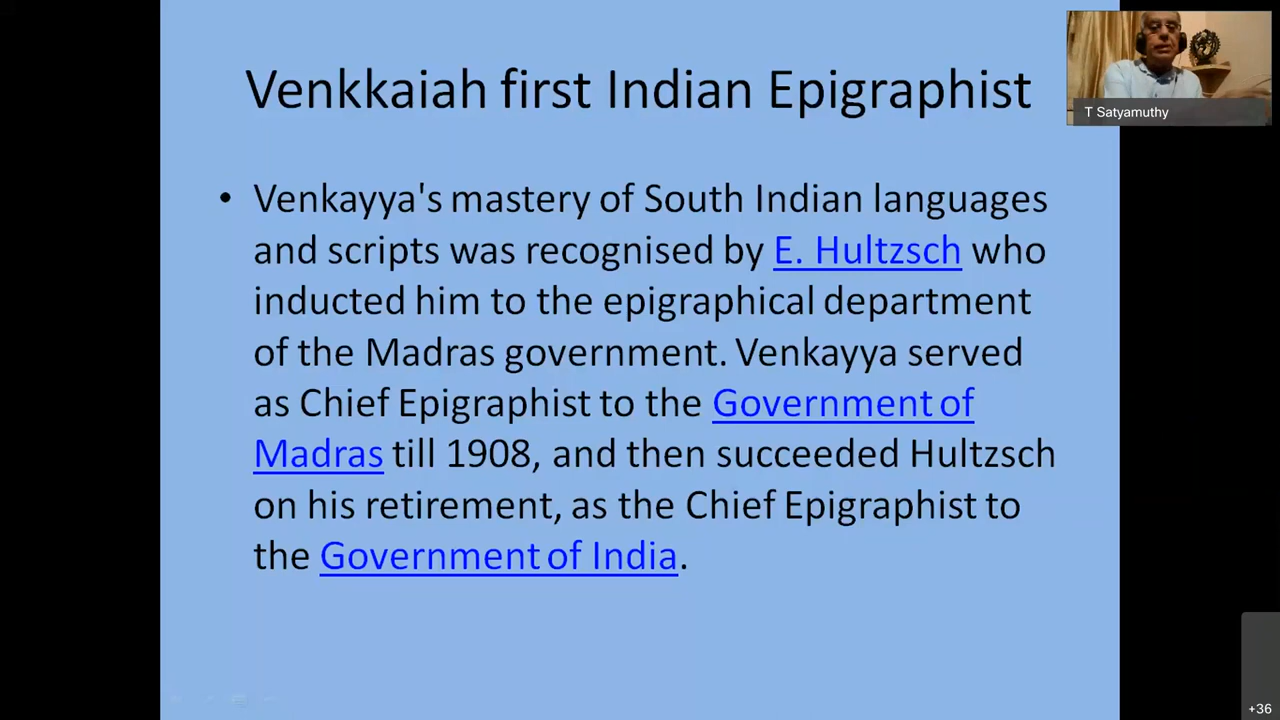 Venkkaiah first Indian Epigraphist
T Satyamuthy
• Venkayya's mastery of South Indian languages
and scripts was recognised by E. Hultzsch who
inducted him to the epigraphical department
of the Madras government. Venkayya served
as Chief Epigraphist to the Government of
Madras till 1908, and then succeeded Hultzsch
on his retirement, as the Chief Epigraphist to
the Government of India.
+36